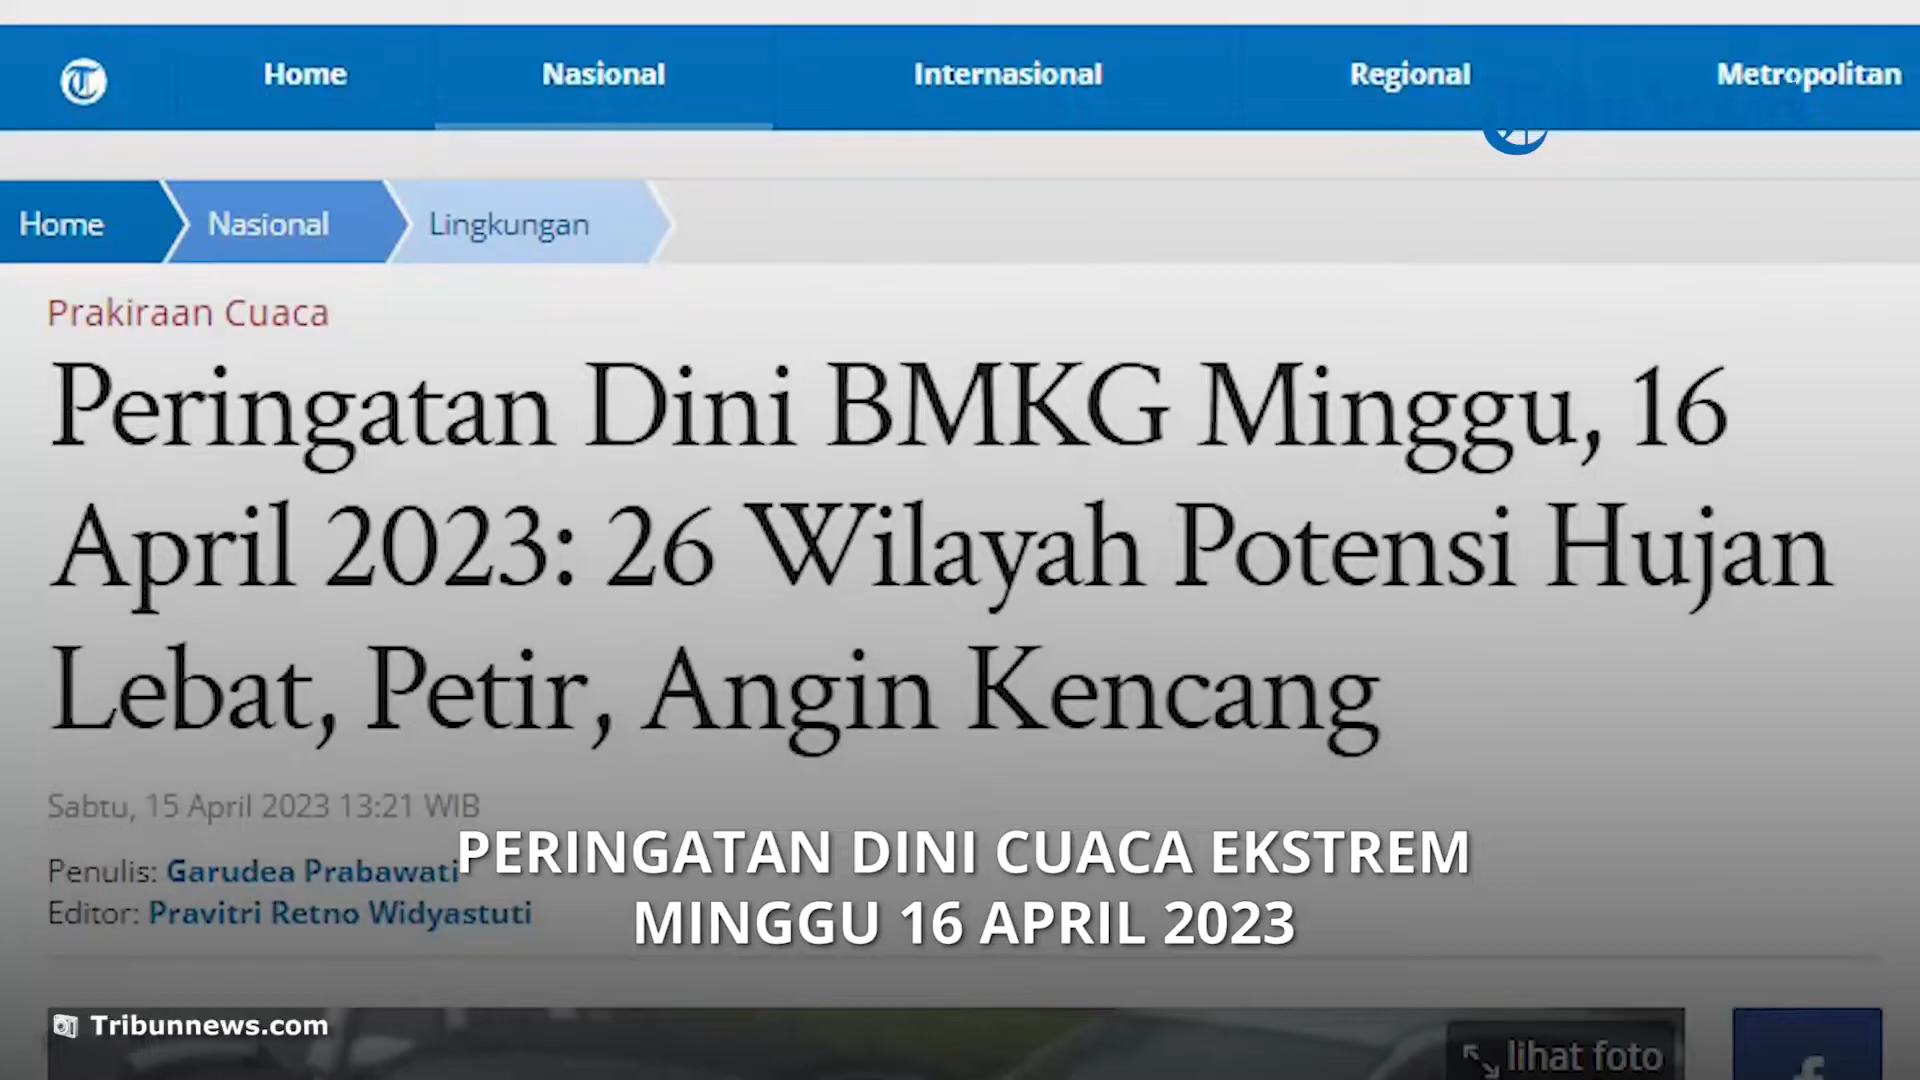 Home Nasional Internasional Regional Metropolitan
Home Nasional Lingkungan
Prakiraan Cuaca
Peringatan Dini BMKG Minggu, 16
April 2023: 26 Wilayah Potensi Hujan
Lebat, Petir, Angin Kencang
Sabtu, 15 April 2023 13:21 WIB
Penulis: Garudea Prabawati
Editor: Pravitri Retno Widyastuti
PERINGATAN DINI CUACA EKSTREM
MINGGU 16 APRIL 2023
Tribunnews.com
lihat foto